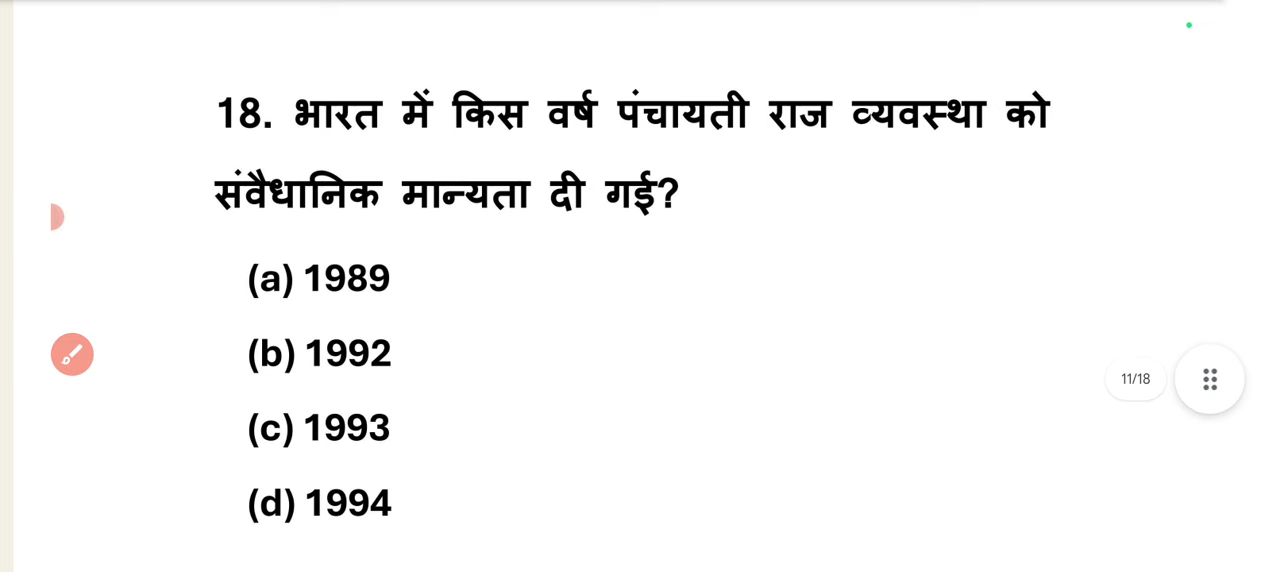 18. भारत में किस वर्ष पंचायती राज व्यवस्था को
संवैधानिक मान्यता दी गई?
(a) 1989
(b) 1992
(c) 1993
(d) 1994
11/18